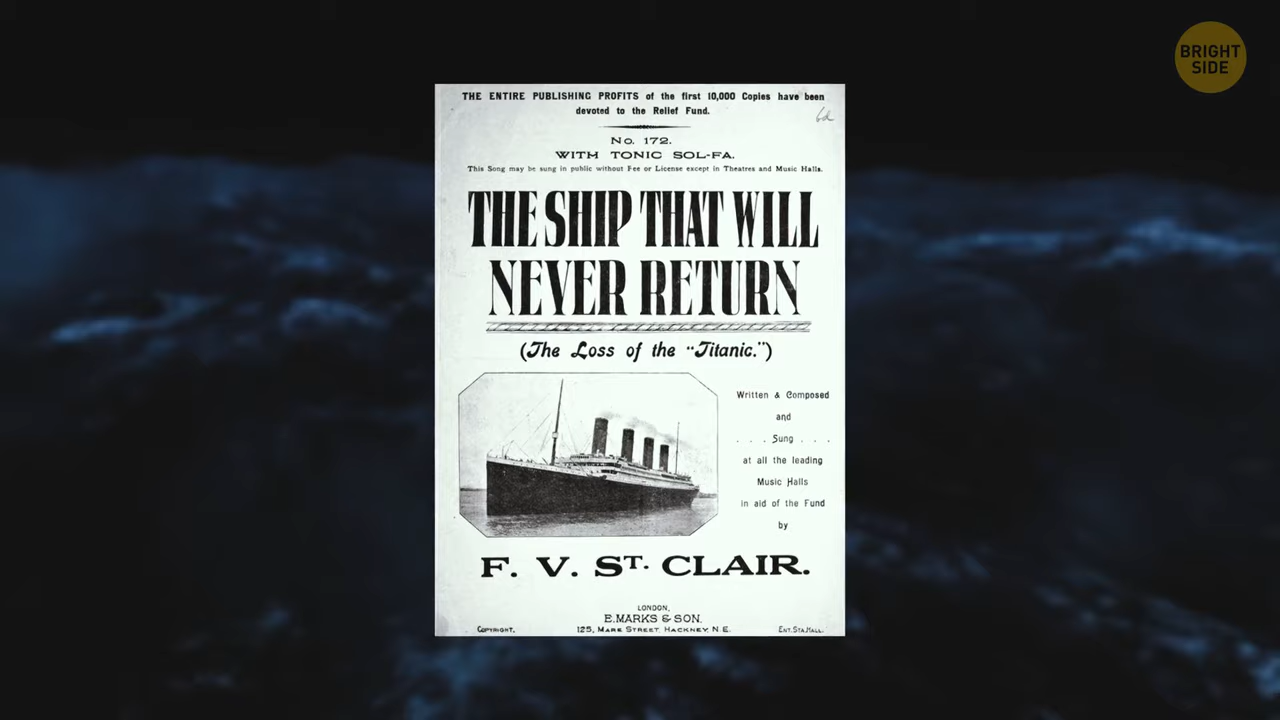 BRIGHT
SIDE
THE ENTIRE PUBLISHING PROFITS of the first 10,000 Copies have been
devoted to the Relief Fund.
6d
No. 172.
WITH TONIC SOL-FA.
This Song may be sung in public without Fee or License except in Theatres and Music Halls.
THE SHIP THAT WILL
NEVER RETURN
(The Loss of the "Titanic.")
Written & Composed
and
. . . Sung . . .
at all the leading
Music Halls
in aid of the Fund
by
F. V. ST. CLAIR.
LONDON,
E. MARKS & SON.
COPYRIGHT.
125, MARE STREET, HACKNEY, N.E.
ENT. STA. HALL.